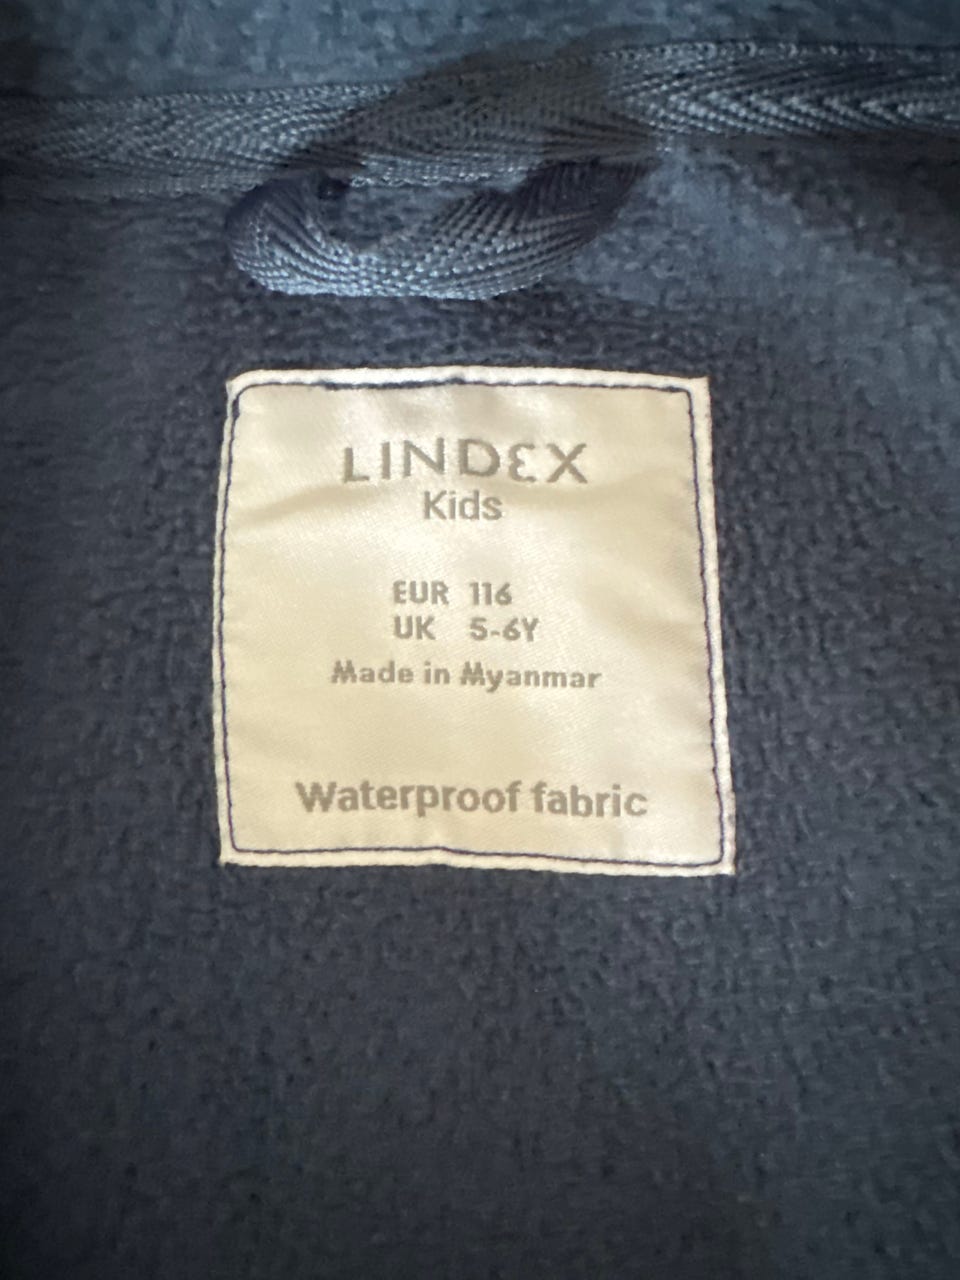 LINDEX
Kids
EUR 116
UK 5-6Y
Made in Myanmar
Waterproof fabric